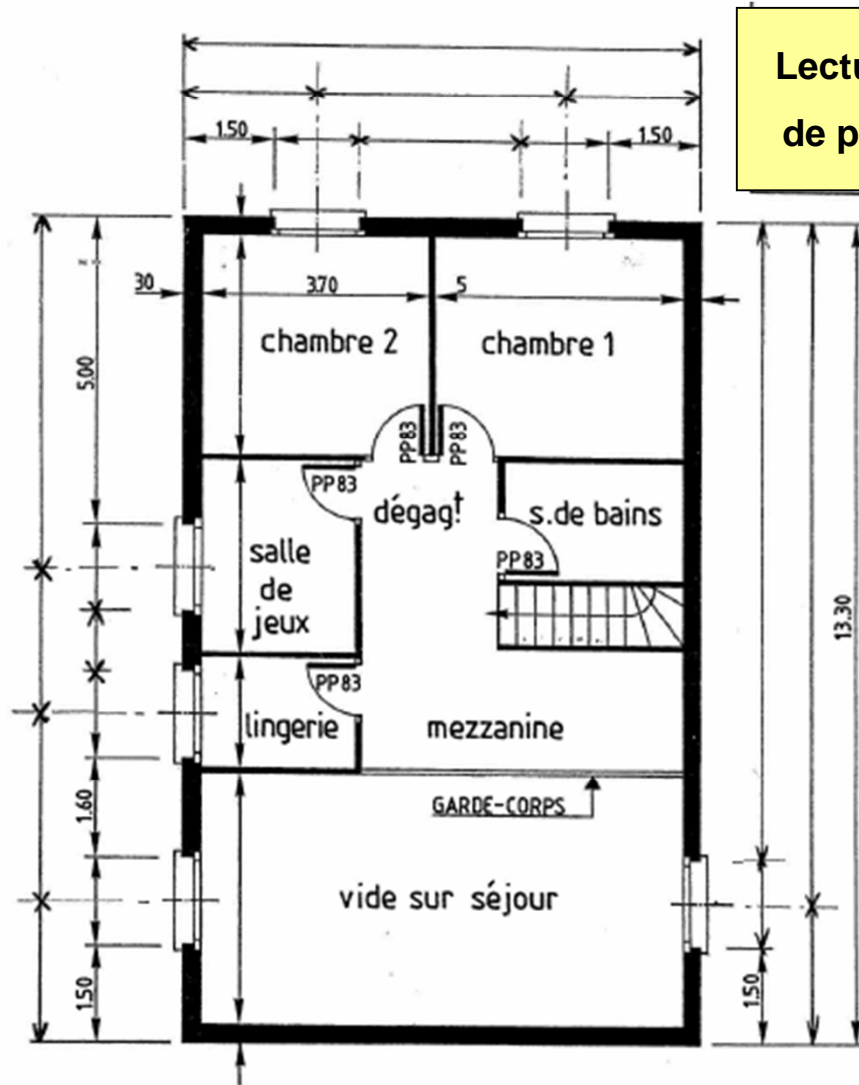 Lectu
de p
1.50
1.50
30
3.70
5
5.00
chambre 2
chambre 1
PP83
PP83
PP83
dégag!
s.de bains
PP83
salle
de
jeux
13.30
PP83
lingerie
mezzanine
1.60
GARDE-CORPS
vide sur séjour
1.50
1.50